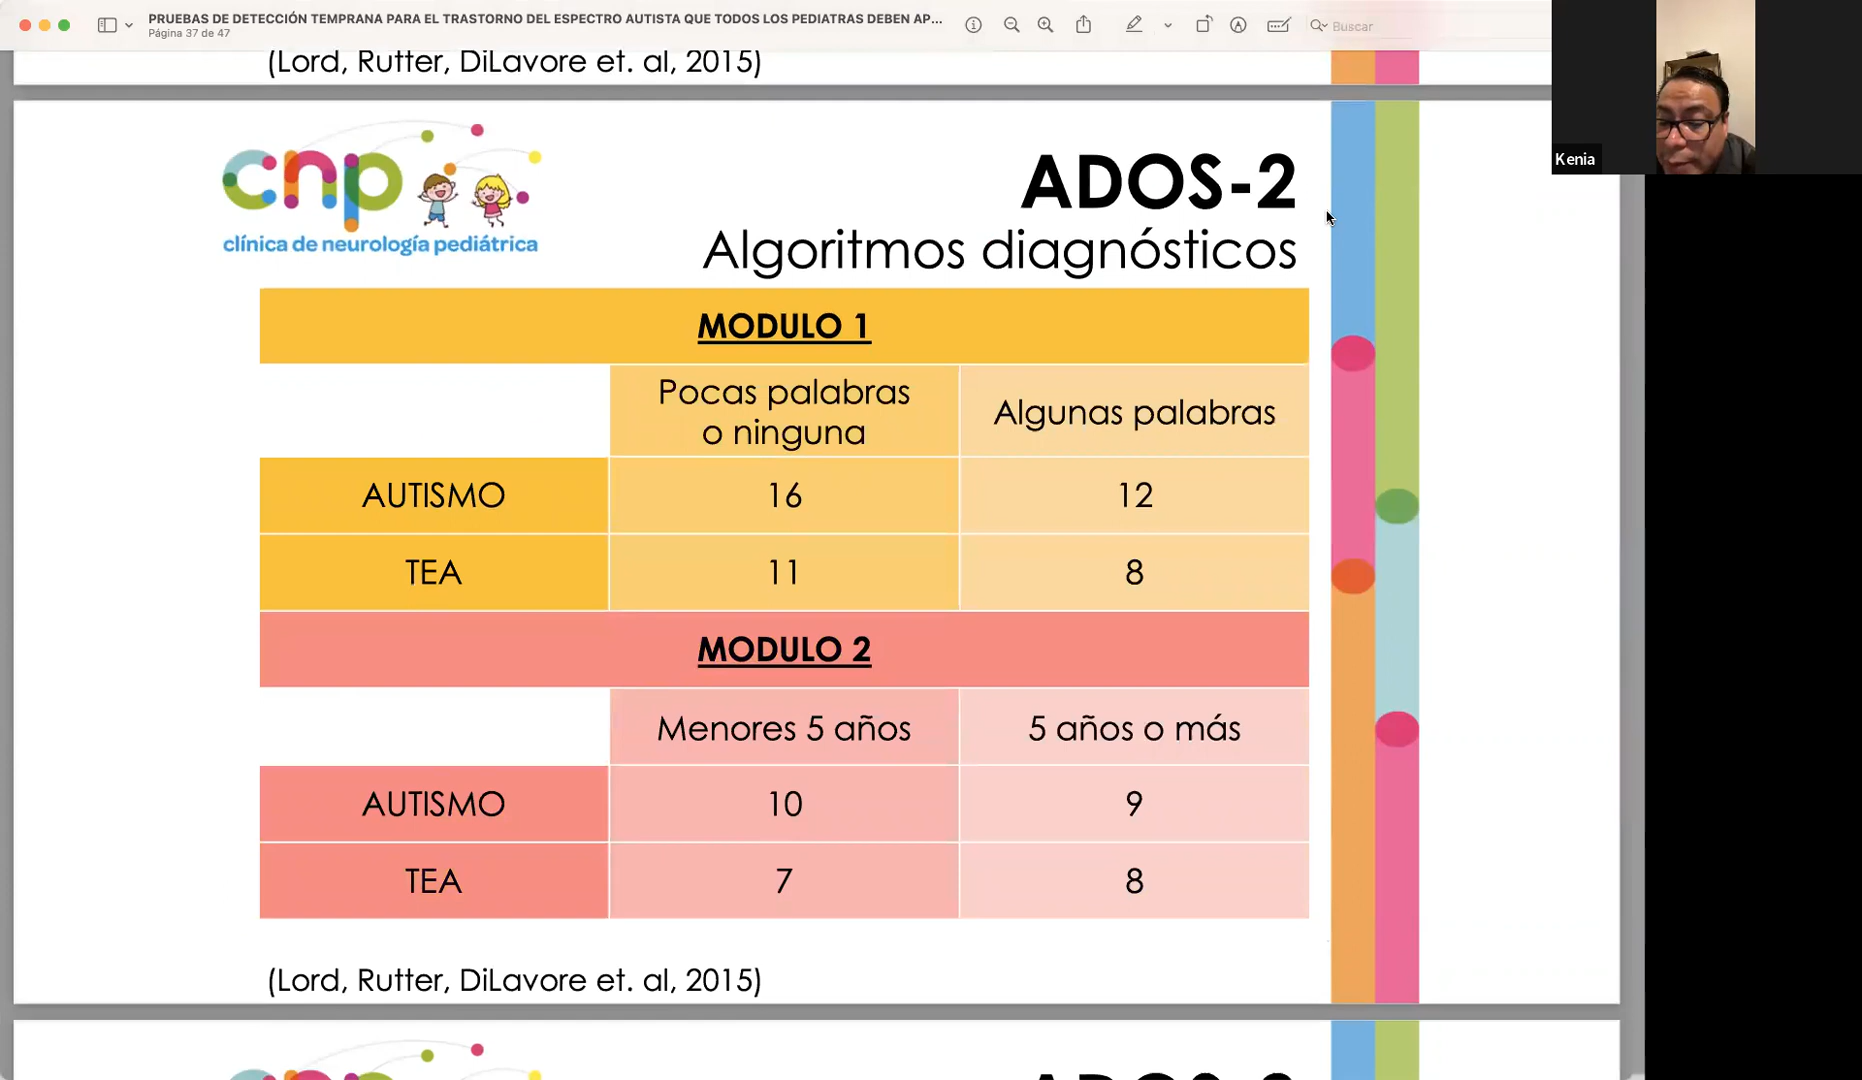 PRUEBAS DE DETECCIÓN TEMPRANA PARA EL TRASTORNO DEL ESPECTRO AUTISTA QUE TODOS LOS PEDIATRAS DEBEN AP...
Página 37 de 47
Buscar
Kenia
(Lord, Rutter, DiLavore et. al, 2015)
cnp
clínica de neurología pediátrica
ADOS-2
Algoritmos diagnósticos
MODULO 1
Pocas palabras
o ninguna
Algunas palabras
AUTISMO 16 12
TEA 11 8
MODULO 2
Menores 5 años 5 años o más
AUTISMO 10 9
TEA 7 8
(Lord, Rutter, DiLavore et. al, 2015)
cnp
ADOS-2